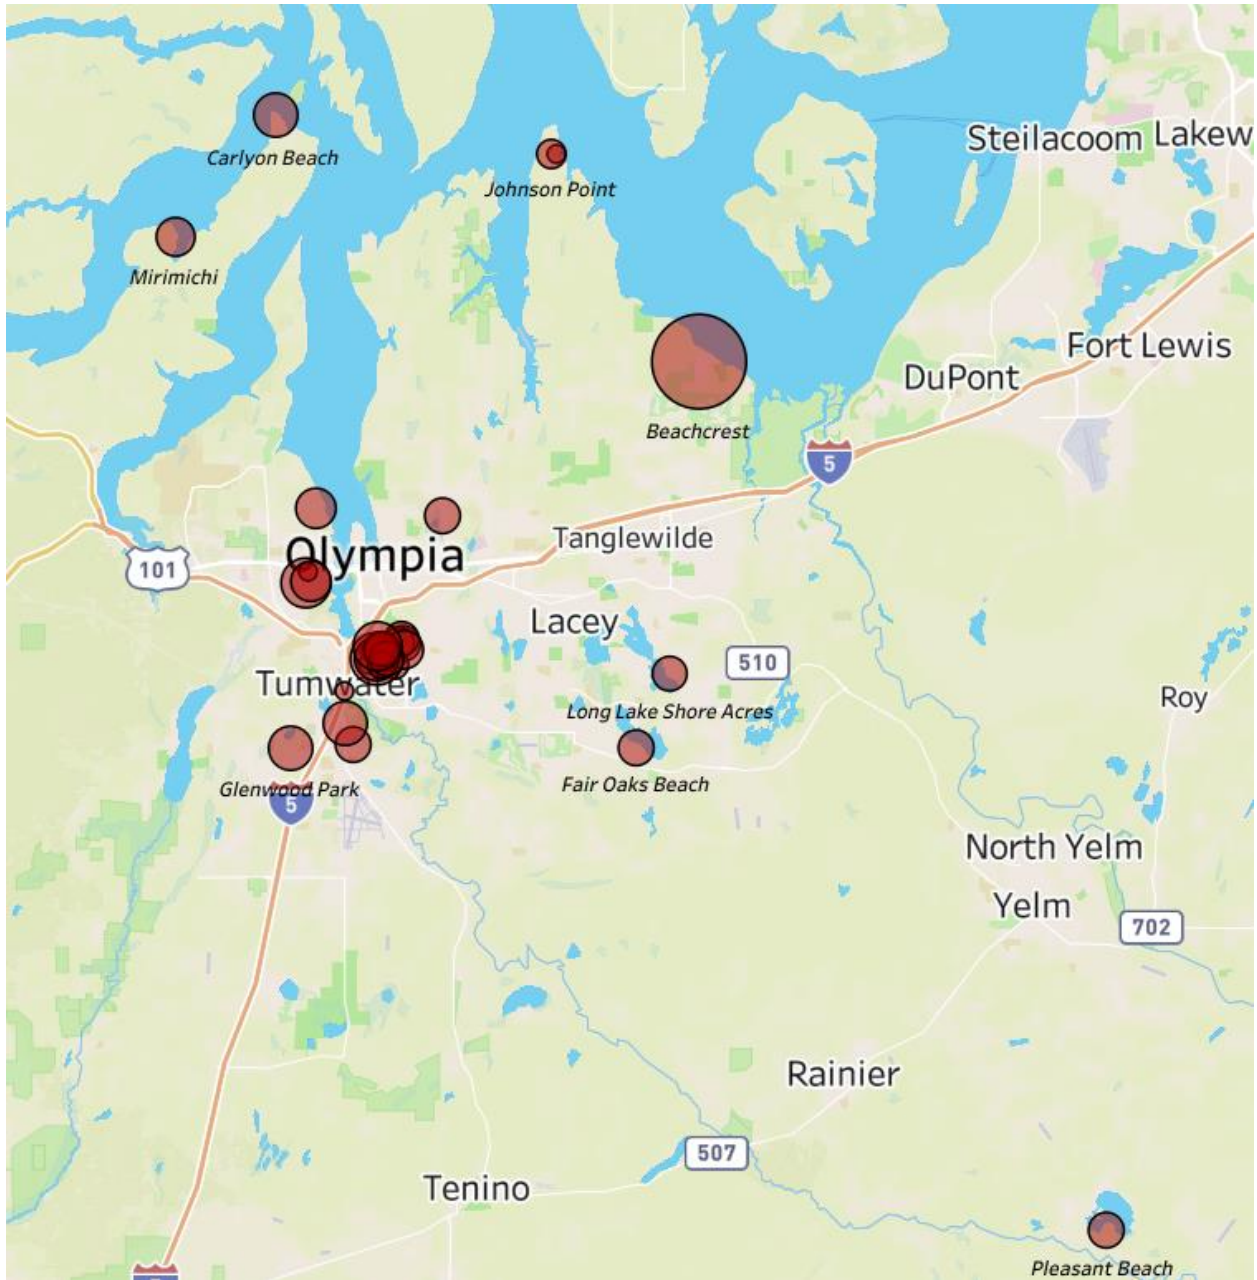 Steilacoom
Lakew
Carlyon Beach
Johnson Point
Mirimichi
Fort Lewis
DuPont
Beachcrest
5
Tanglewilde
Olympia
101
Lacey
510
Tumwater
Roy
Long Lake Shore Acres
Fair Oaks Beach
Glenwood Park
5
North Yelm
Yelm
702
Rainier
507
Tenino
Pleasant Beach